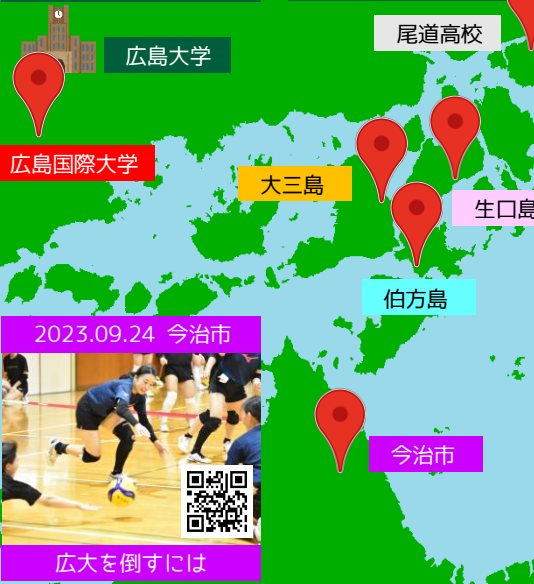 広島大学
尾道高校
広島国際大学
大三島
生口島
伯方島
2023.09.24 今治市
今治市
広大を倒すには